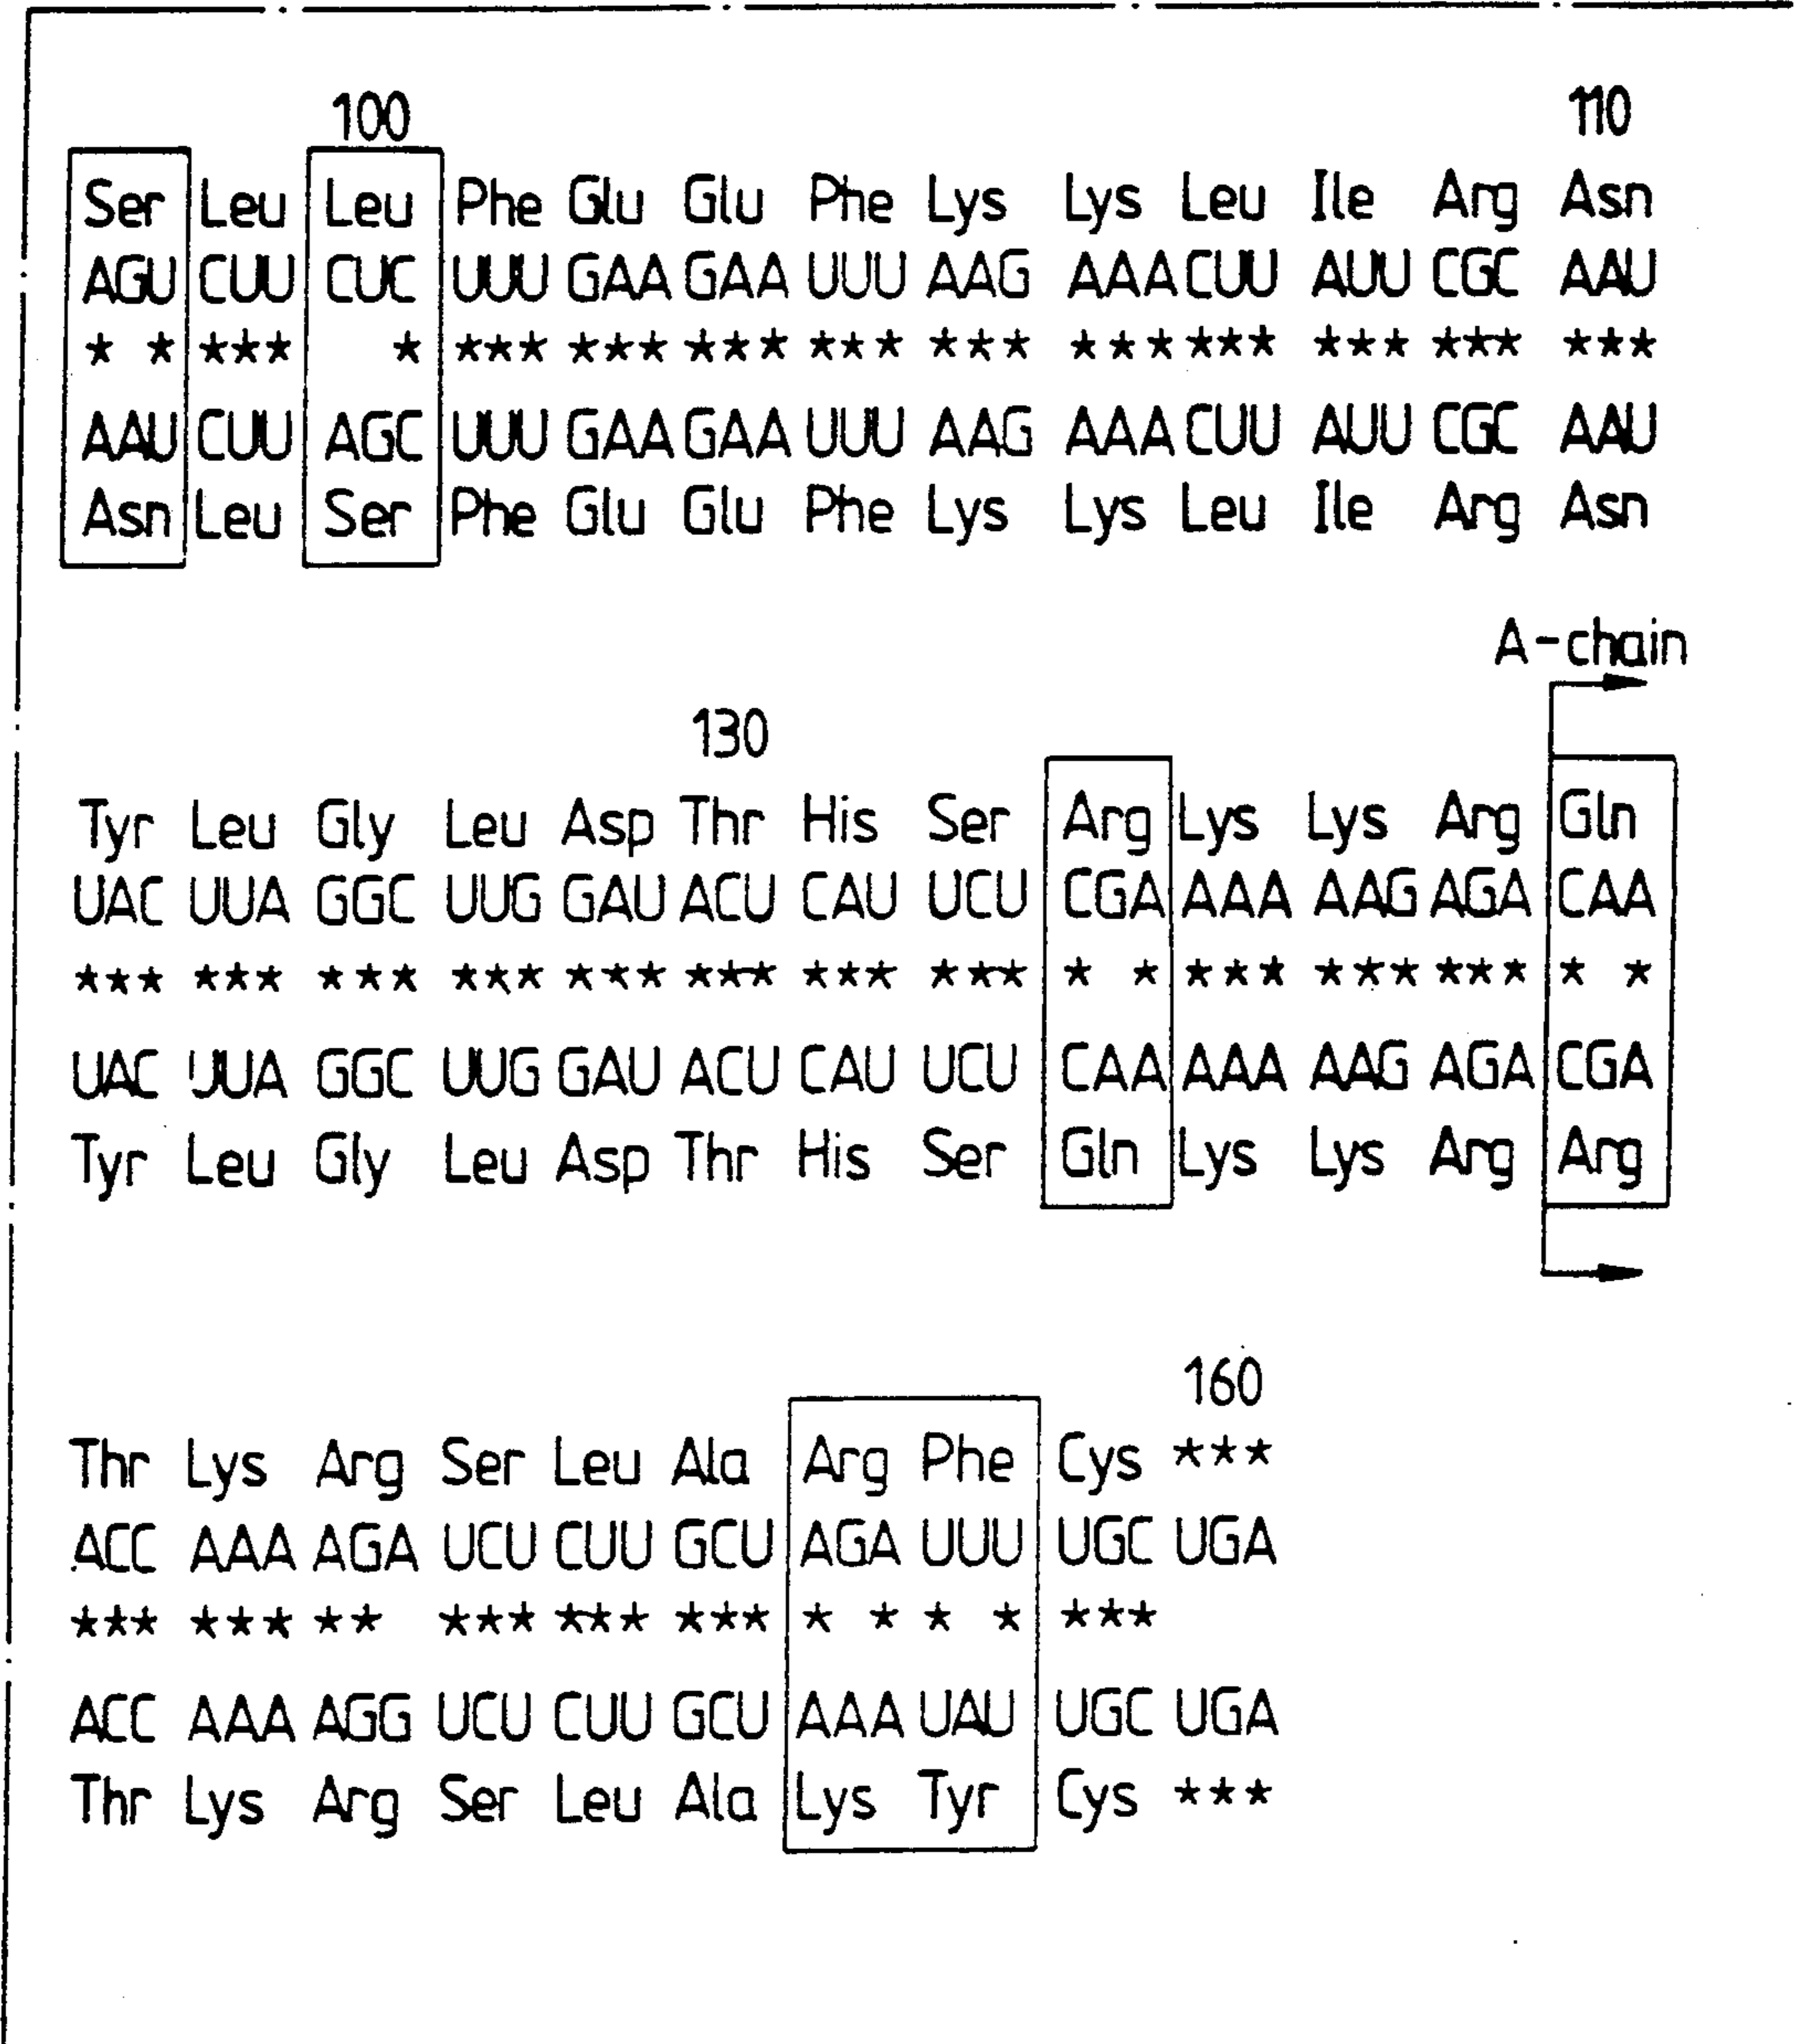 100 110
Ser Leu Leu Phe Glu Glu Phe Lys Lys Leu Ile Arg Asn
AGU CUU CUC UUU GAA GAA UUU AAG AAA CUU AUU CGC AAU
* * *** * *** *** *** *** *** *** *** *** *** ***
AAU CUU AGC UUU GAA GAA UUU AAG AAA CUU AUU CGC AAU
Asn Leu Ser Phe Glu Glu Phe Lys Lys Leu Ile Arg Asn
A-chain
130
Tyr Leu Gly Leu Asp Thr His Ser Arg Lys Lys Arg Gln
UAC UUA GGC UUG GAU ACU CAU UCU CGA AAA AAG AGA CAA
*** *** *** *** *** *** *** *** * * *** *** *** * *
UAC UUA GGC UUG GAU ACU CAU UCU CAA AAA AAG AGA CGA
Tyr Leu Gly Leu Asp Thr His Ser Gln Lys Lys Arg Arg
160
Thr Lys Arg Ser Leu Ala Arg Phe Cys ***
ACC AAA AGA UCU CUU GCU AGA UUU UGC UGA
*** *** ** *** *** *** * * * * ***
ACC AAA AGG UCU CUU GCU AAA UAU UGC UGA
Thr Lys Arg Ser Leu Ala Lys Tyr Cys ***